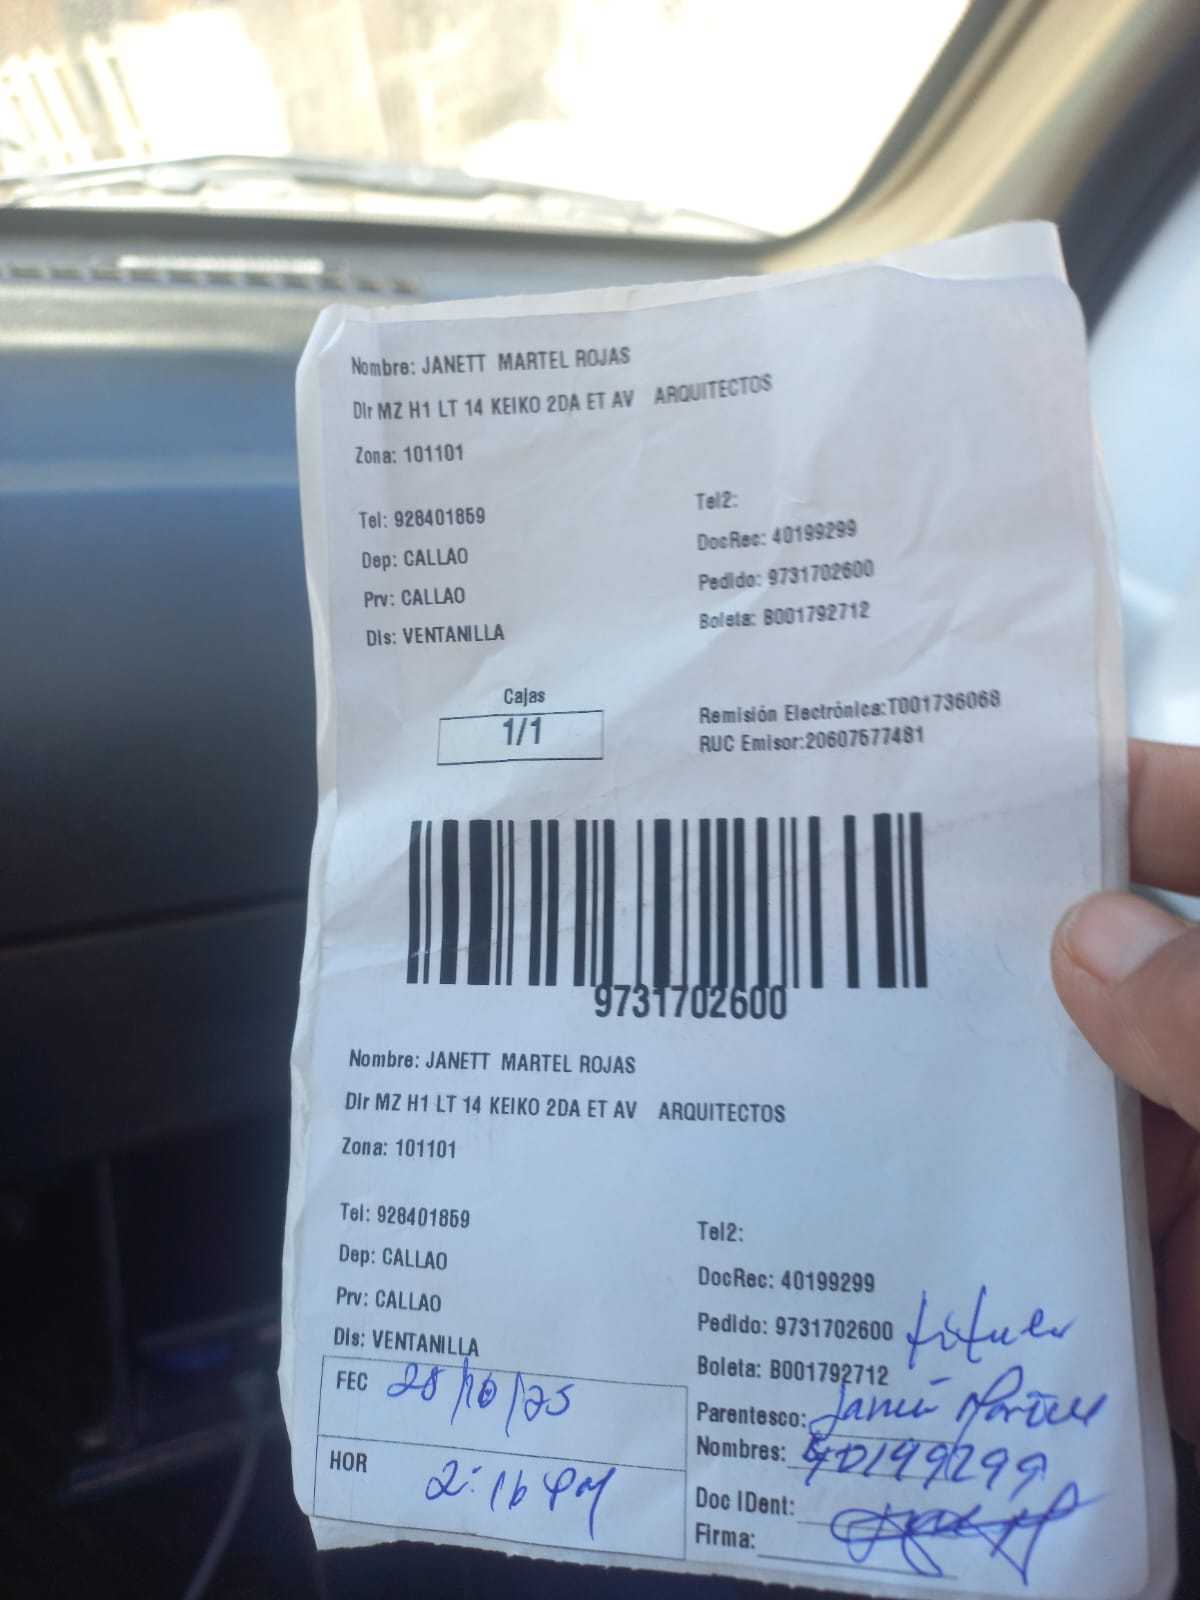 Nombre: JANETT MARTEL ROJAS
Dir MZ H1 LT 14 KEIKO 2DA ET AV ARQUITECTOS
Zona: 101101
Tel: 928401859
Tel2:
Dep: CALLAO
DocRec: 40199299
Prv: CALLAO
Pedido: 9731702600
Dis: VENTANILLA
Boleta: B001792712
Cajas
1/1
Remisión Electrónica:T001736068
RUC Emisor:20607577481
9731702600
Nombre: JANETT MARTEL ROJAS
Dir MZ H1 LT 14 KEIKO 2DA ET AV ARQUITECTOS
Zona: 101101
Tel: 928401859
Tel2:
Dep: CALLAO
DocRec: 40199299
Prv: CALLAO
Pedido: 9731702600 titular
Dis: VENTANILLA
Boleta: B001792712
FEC 28/10/25
Parentesco: Martel
Nombres: 40199299
HOR 2:16 PM
Doc IDent:
Firma: